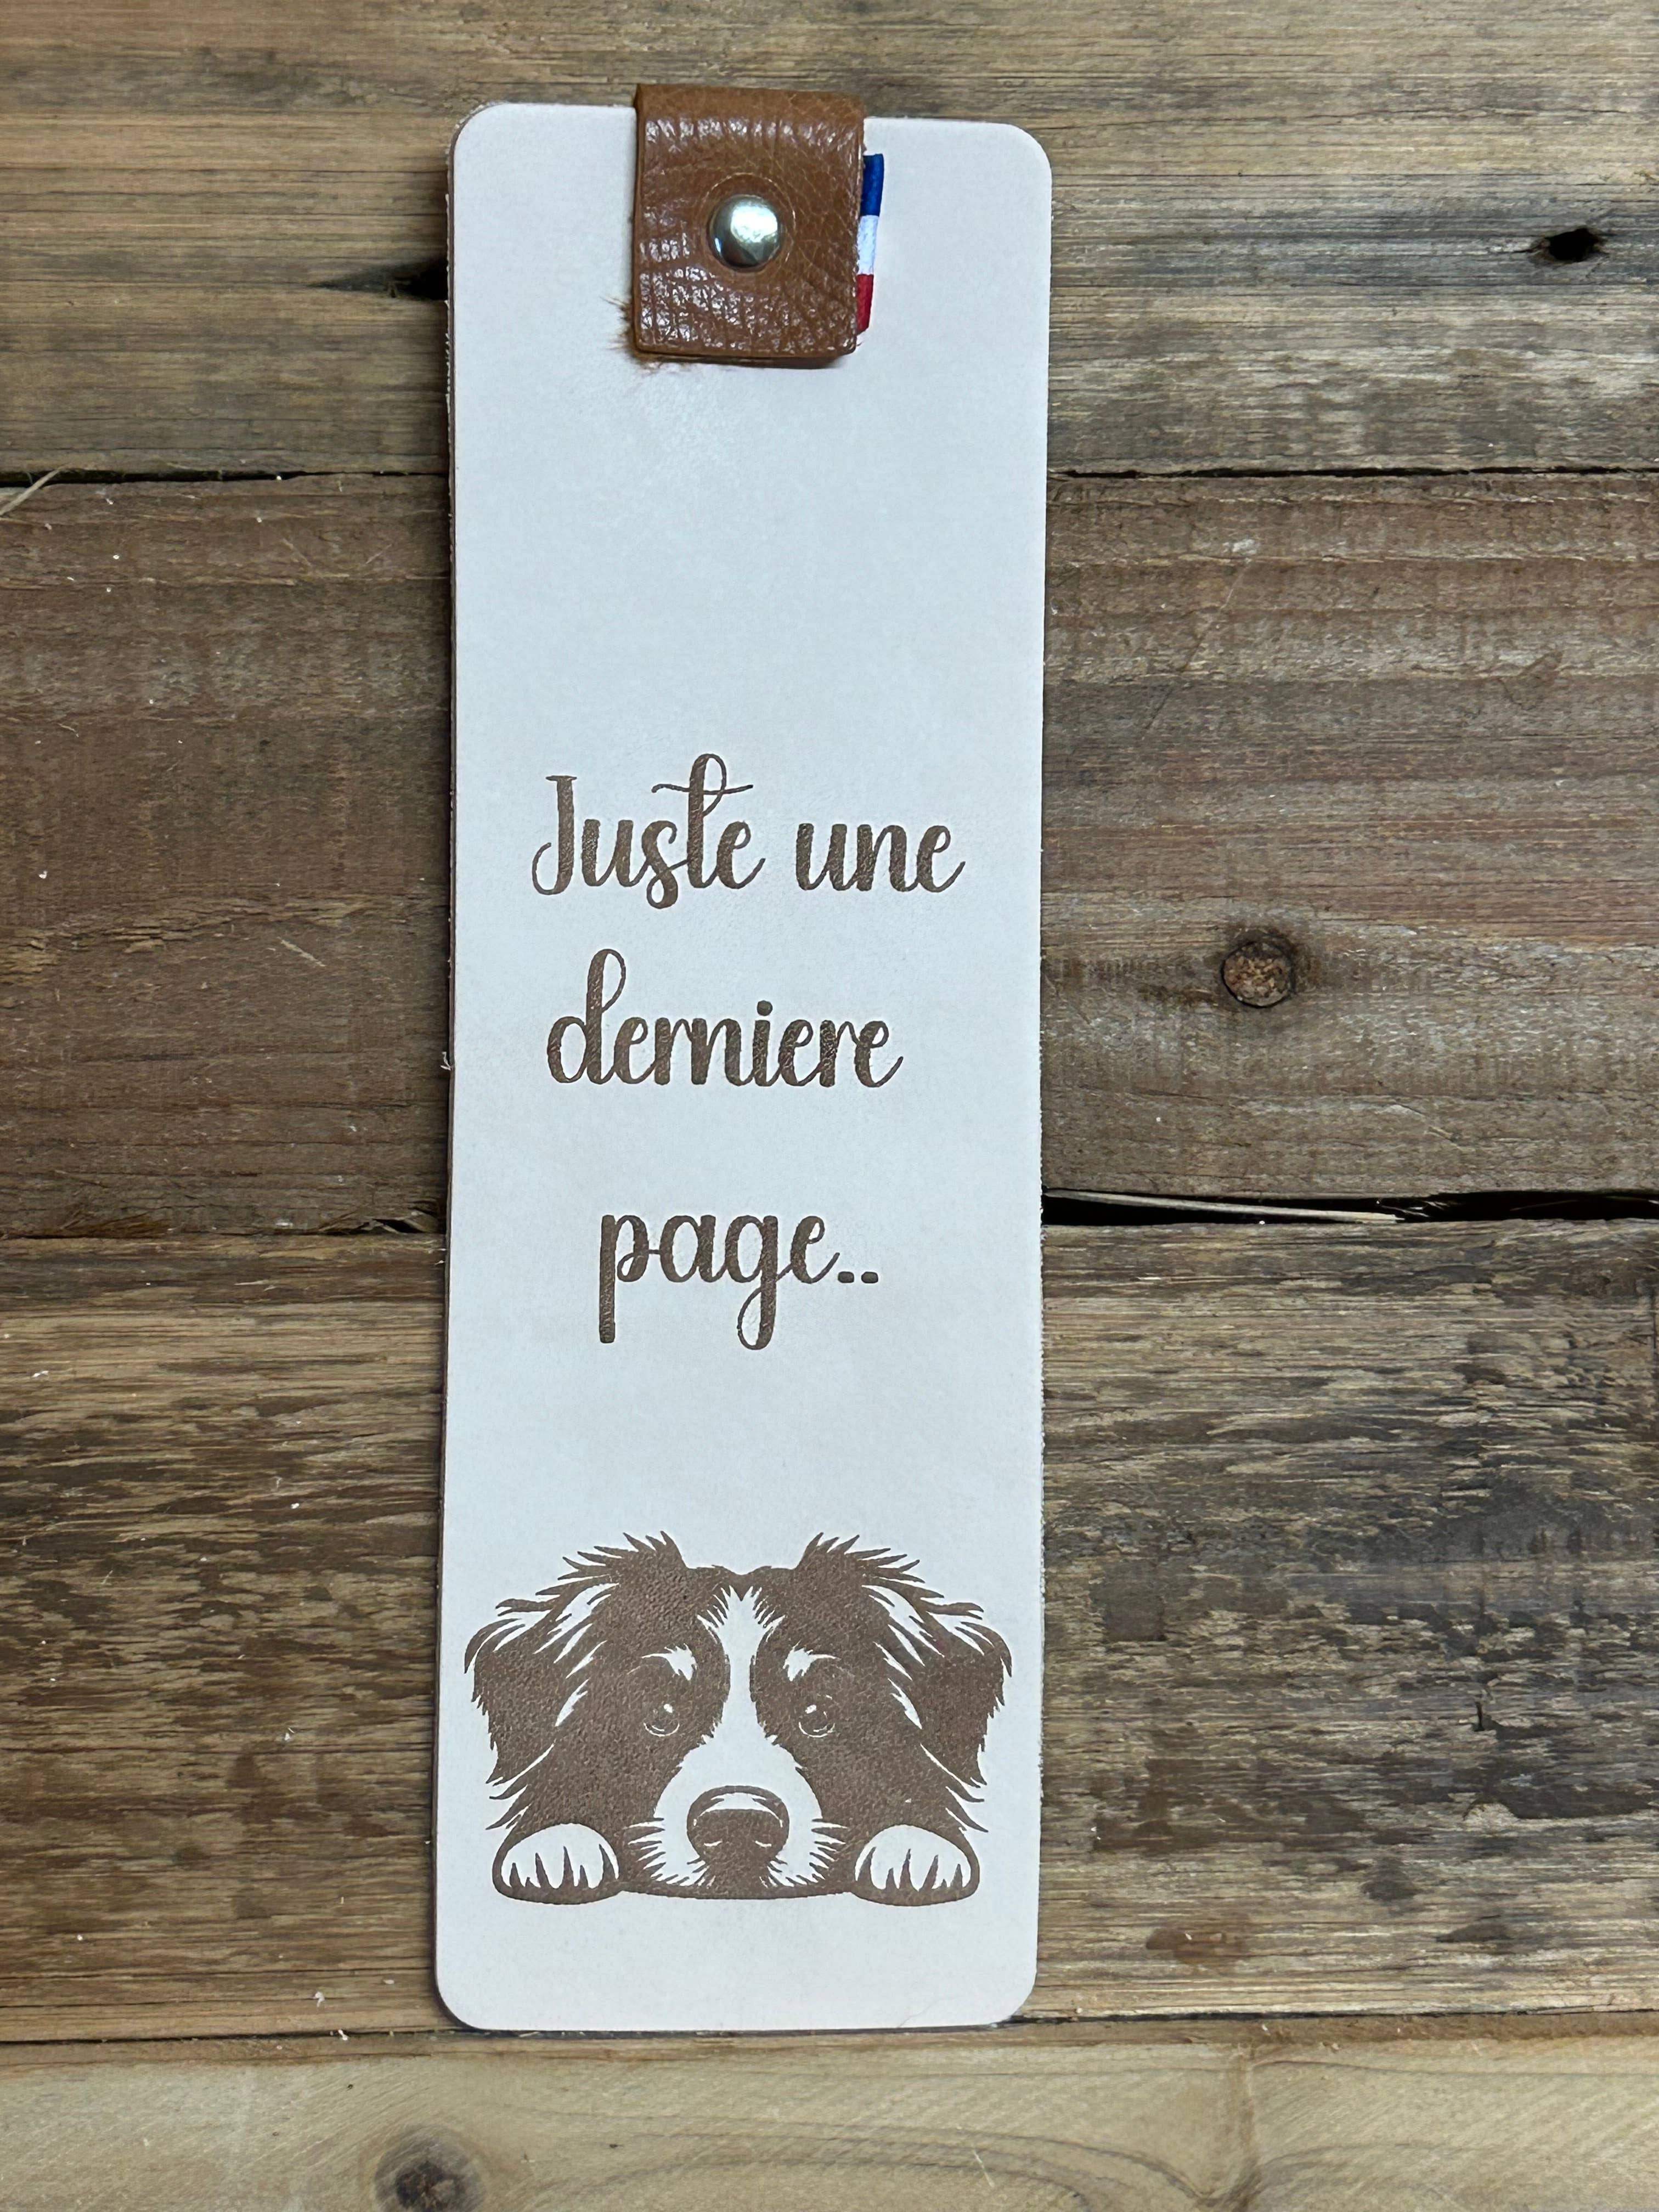 Juste une
derniere
page..